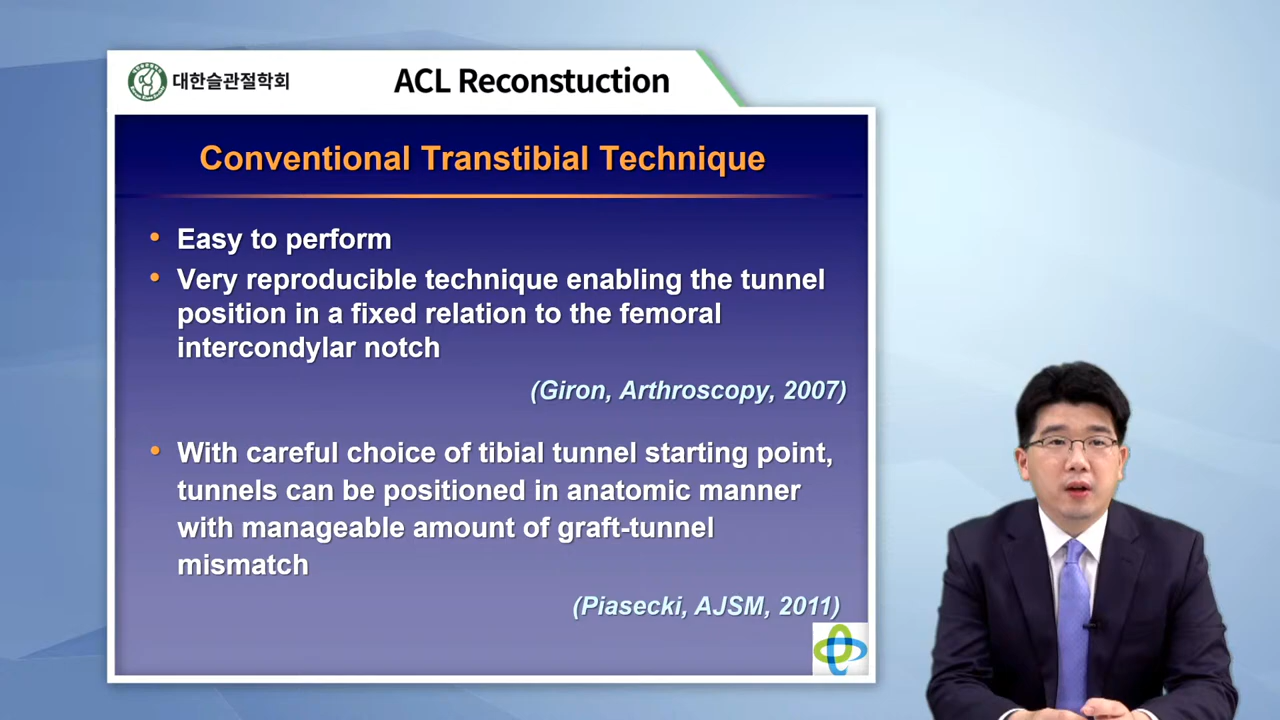 대한슬관절학회
ACL Reconstuction
Conventional Transtibial Technique
• Easy to perform
• Very reproducible technique enabling the tunnel
position in a fixed relation to the femoral
intercondylar notch
(Giron, Arthroscopy, 2007)
• With careful choice of tibial tunnel starting point,
tunnels can be positioned in anatomic manner
with manageable amount of graft-tunnel
mismatch
(Piasecki, AJSM, 2011)